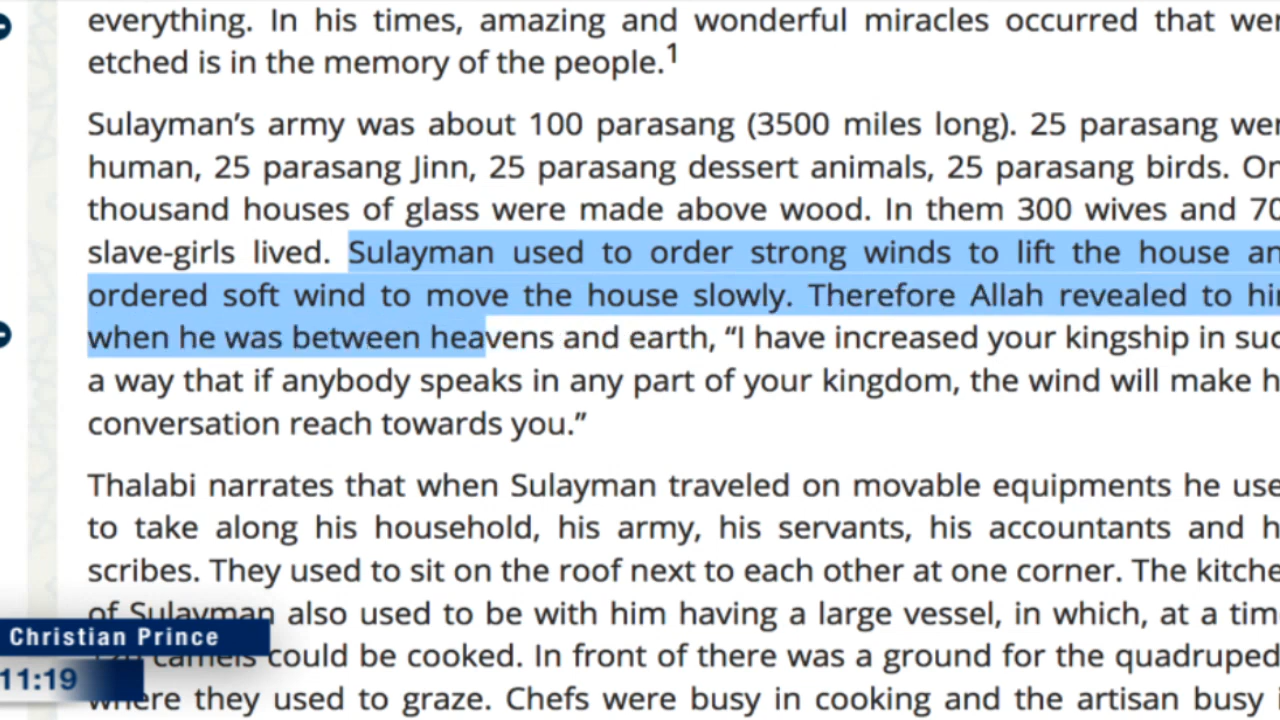 everything. In his times, amazing and wonderful miracles occurred that wer
etched is in the memory of the people.1
Sulayman's army was about 100 parasang (3500 miles long). 25 parasang wer
human, 25 parasang Jinn, 25 parasang dessert animals, 25 parasang birds. On
thousand houses of glass were made above wood. In them 300 wives and 70
slave-girls lived. Sulayman used to order strong winds to lift the house an
ordered soft wind to move the house slowly. Therefore Allah revealed to hi
when he was between heavens and earth, “I have increased your kingship in suc
a way that if anybody speaks in any part of your kingdom, the wind will make h
conversation reach towards you.”
Thalabi narrates that when Sulayman traveled on movable equipments he use
to take along his household, his army, his servants, his accountants and h
scribes. They used to sit on the roof next to each other at one corner. The kitche
of Sulayman also used to be with him having a large vessel, in which, at a tim
Christian Prince
camels could be cooked. In front of there was a ground for the quadruped
11:19
where they used to graze. Chefs were busy in cooking and the artisan busy i